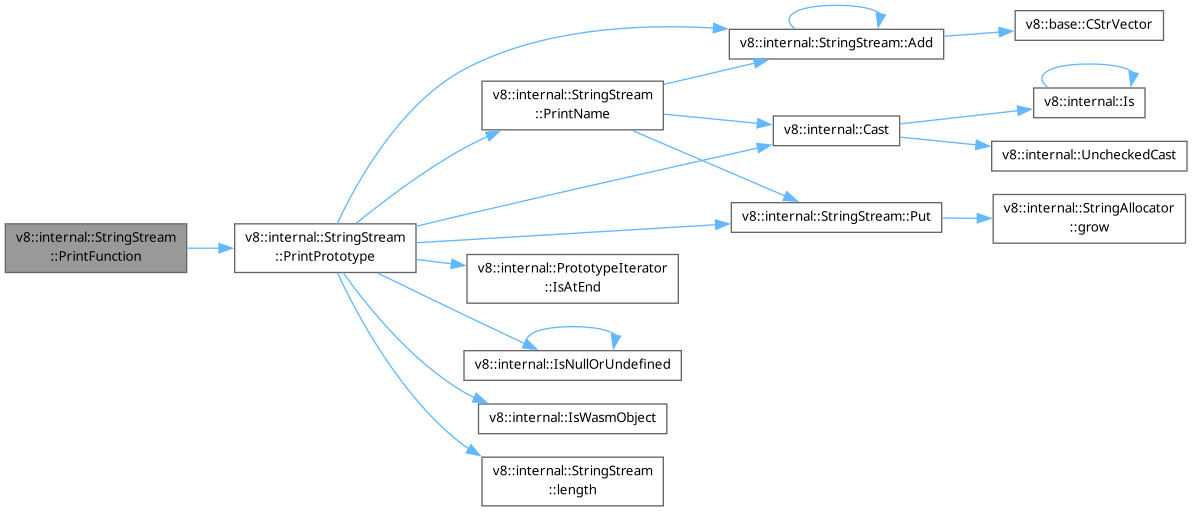 v8::internal::StringStream
::PrintFunction
v8::internal::StringStream
::PrintPrototype
v8::internal::StringStream::Add
v8::base::CStrVector
v8::internal::StringStream
::PrintName
v8::internal::Cast
v8::internal::Is
v8::internal::UncheckedCast
v8::internal::StringStream::Put
v8::internal::StringAllocator
::grow
v8::internal::PrototypeIterator
::IsAtEnd
v8::internal::IsNullOrUndefined
v8::internal::IsWasmObject
v8::internal::StringStream
::length